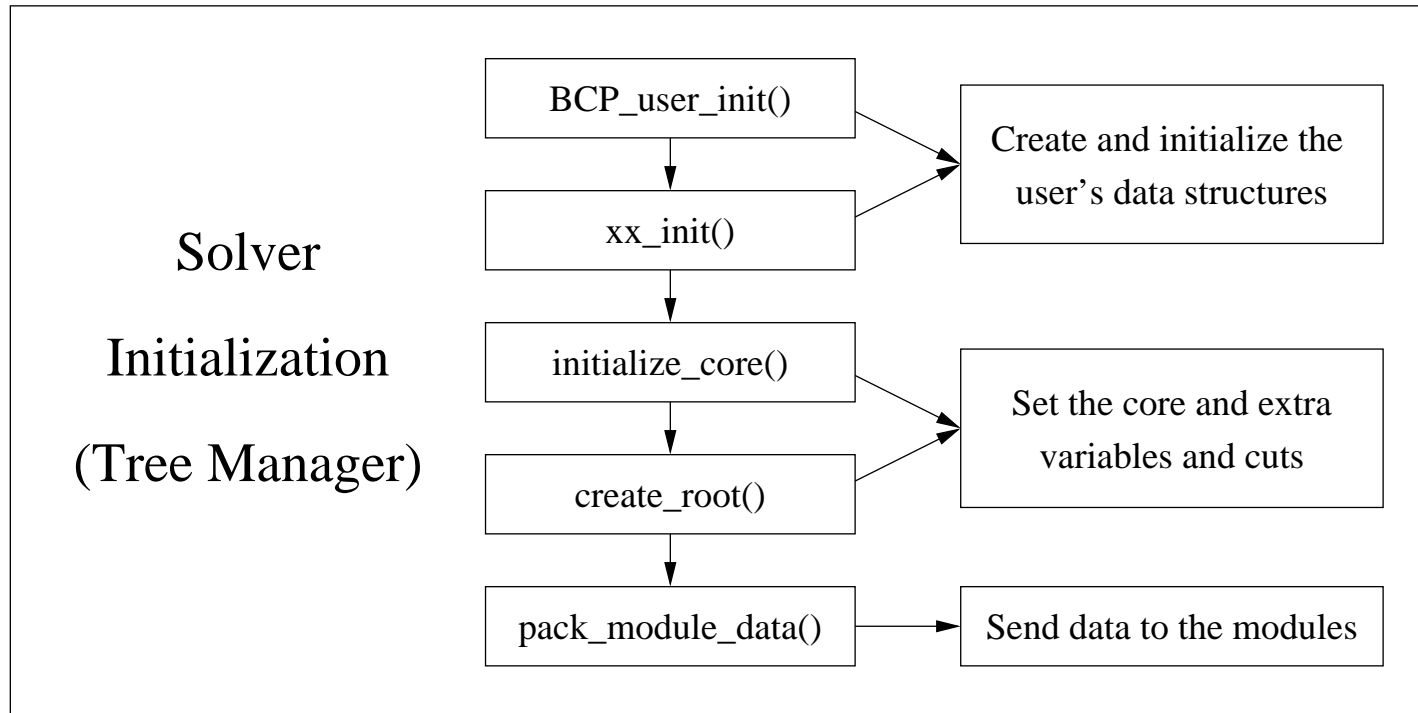 Solver
Initialization
(Tree Manager)
BCP_user_init()
xx_init()
initialize_core()
create_root()
pack_module_data()
Create and initialize the
user’s data structures
Set the core and extra
variables and cuts
Send data to the modules